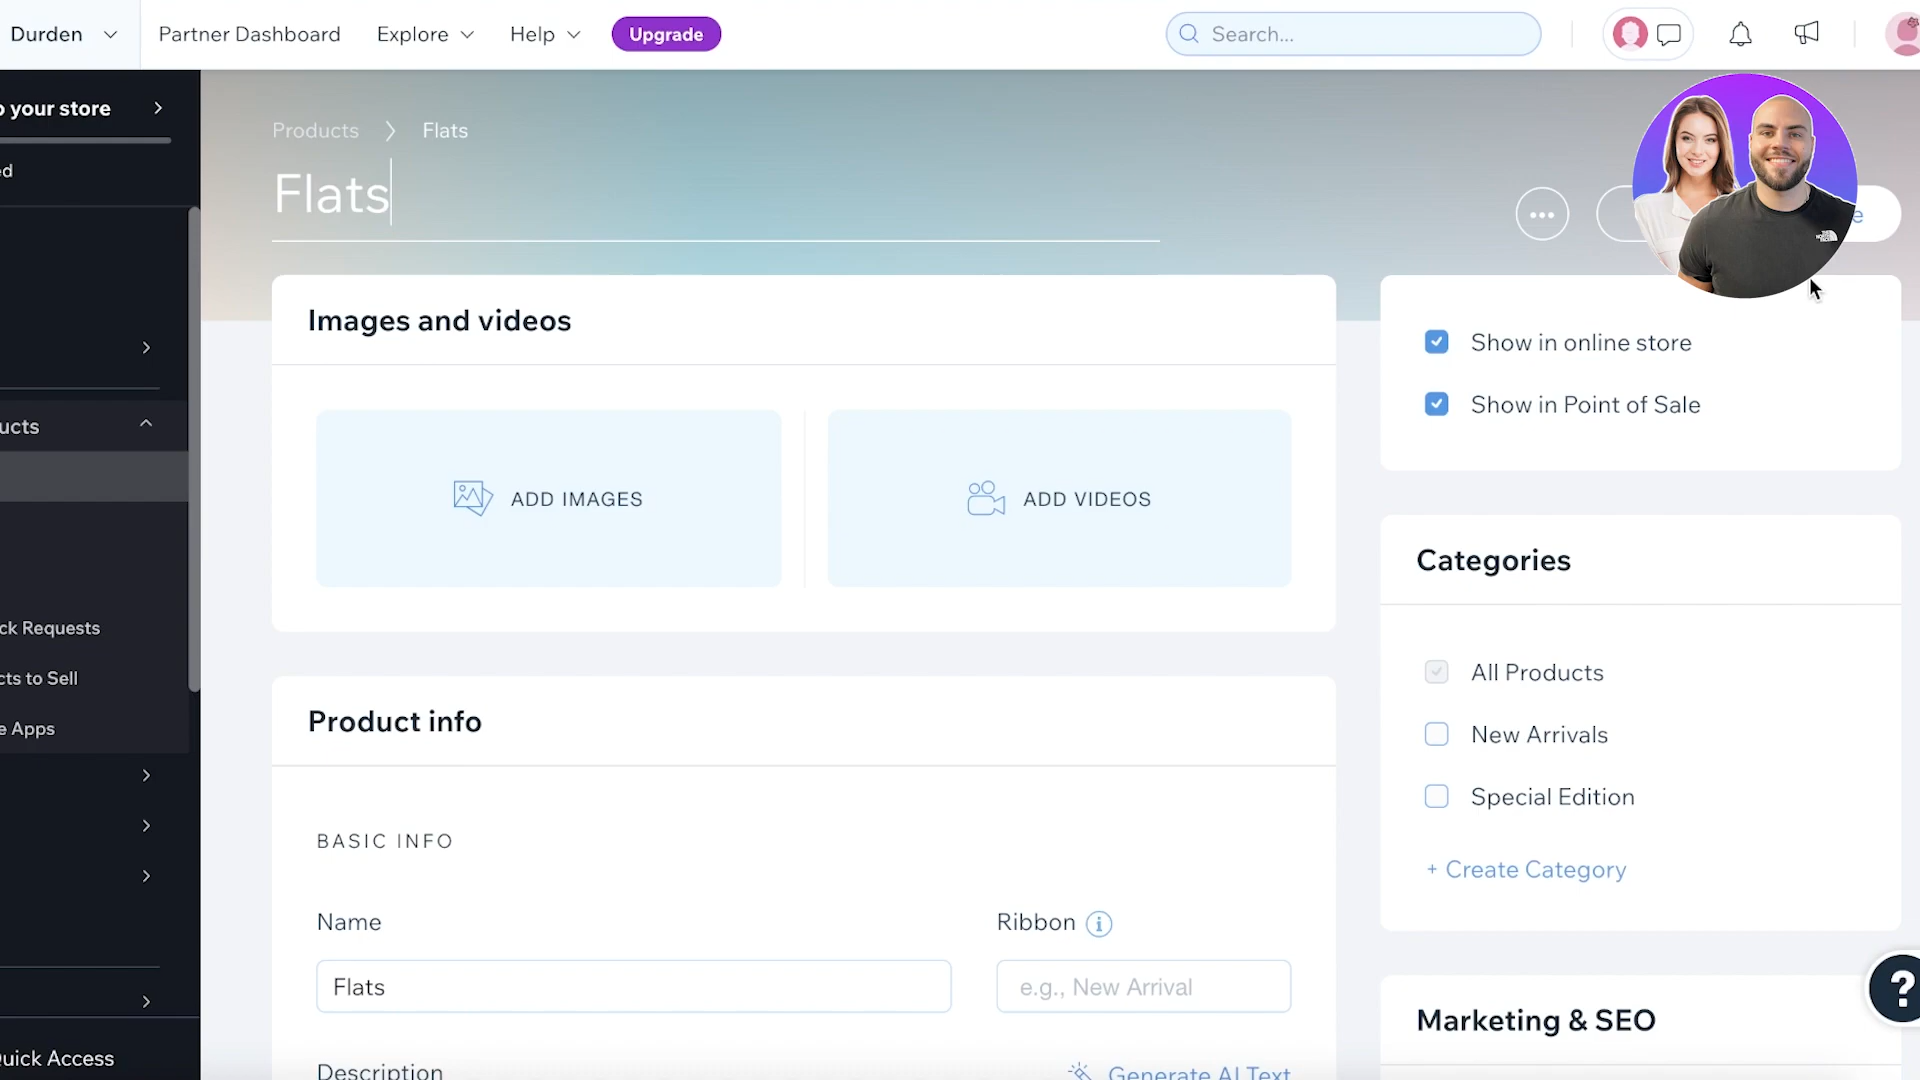 Durden
Partner Dashboard
Explore
Help
Upgrade
Search...
o your store
ed
ucts
ck Requests
cts to Sell
e Apps
Quick Access
Products
Flats
Flats
Images and videos
ADD IMAGES
ADD VIDEOS
Product info
BASIC INFO
Name
Flats
Ribbon
e.g., New Arrival
Description
Generate AI Text
Show in online store
Show in Point of Sale
Categories
All Products
New Arrivals
Special Edition
+ Create Category
Marketing & SEO
?